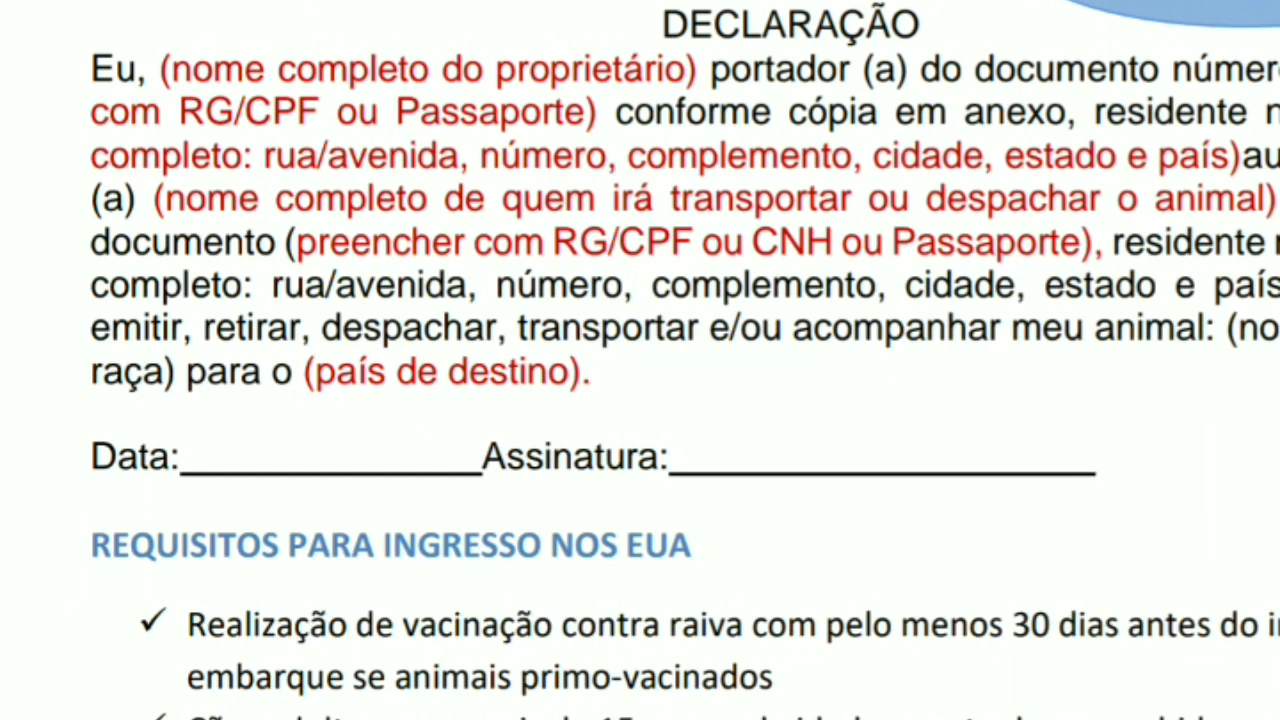 DECLARAÇÃO
Eu, (nome completo do proprietário) portador (a) do documento númer
com RG/CPF ou Passaporte) conforme cópia em anexo, residente n
completo: rua/avenida, número, complemento, cidade, estado e país)au
(a) (nome completo de quem irá transportar ou despachar o animal)
documento (preencher com RG/CPF ou CNH ou Passaporte), residente
completo: rua/avenida, número, complemento, cidade, estado e país
emitir, retirar, despachar, transportar e/ou acompanhar meu animal: (no
raça) para o (país de destino).
Data:_______________Assinatura:_____________________
REQUISITOS PARA INGRESSO NOS EUA
✓ Realização de vacinação contra raiva com pelo menos 30 dias antes do
embarque se animais primo-vacinados